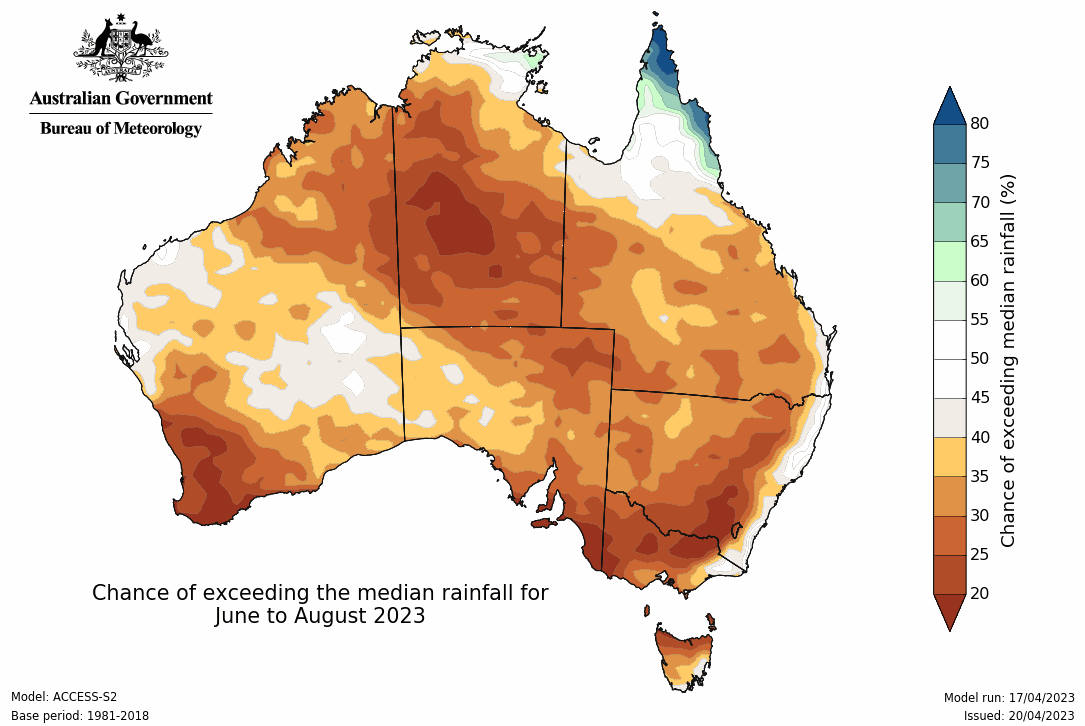 AUSTRALIA
Australian Government
Bureau of Meteorology
80
75
70
65
60
55
50
45
40
35
30
25
20
Chance of exceeding median rainfall (%)
Chance of exceeding the median rainfall for
June to August 2023
Model: ACCESS-S2
Base period: 1981-2018
Model run: 17/04/2023
Issued: 20/04/2023